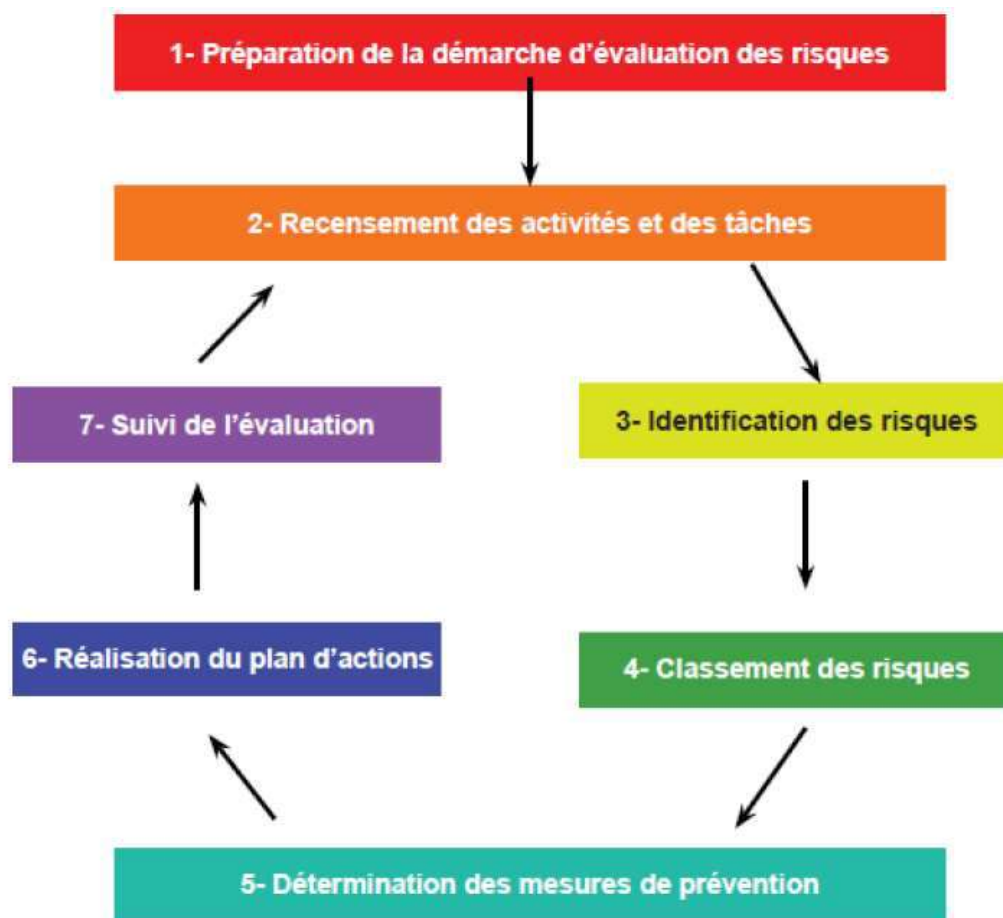 1- Préparation de la démarche d’évaluation des risques
2- Recensement des activités et des tâches
7- Suivi de l’évaluation
3- Identification des risques
6- Réalisation du plan d’actions
4- Classement des risques
5- Détermination des mesures de prévention